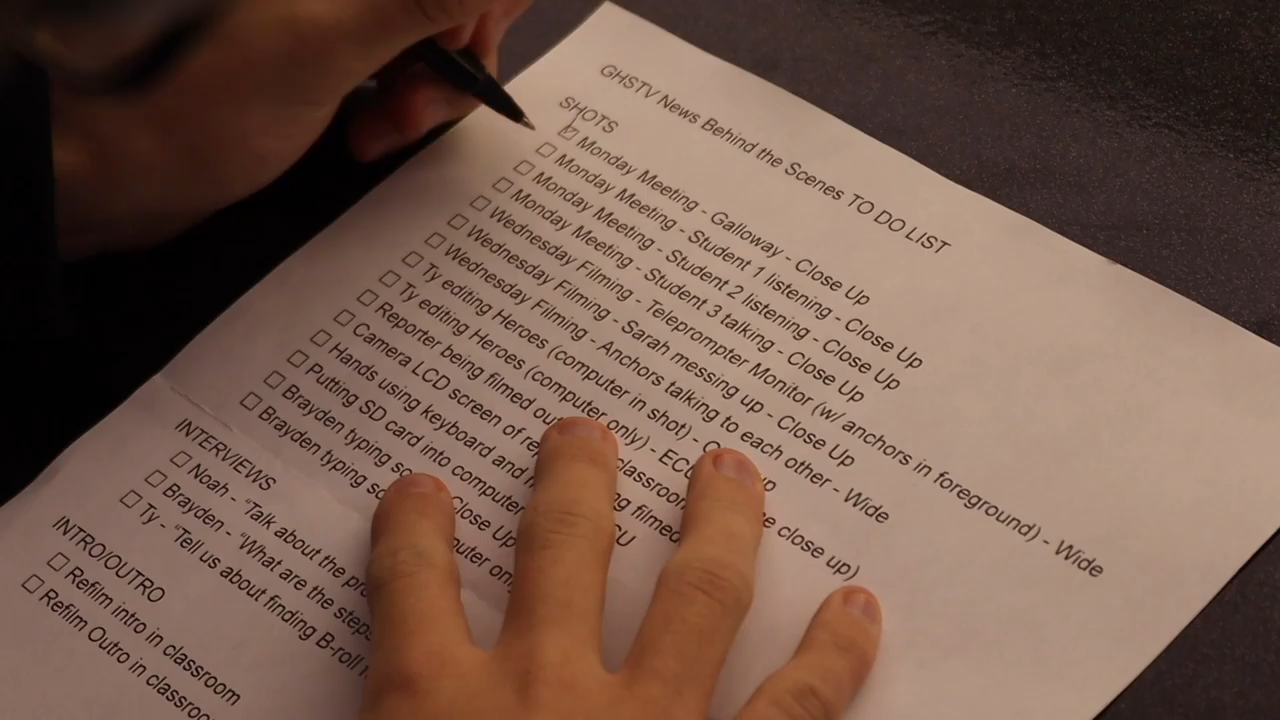 GHSTV News Behind the Scenes TO DO LIST
SHOTS
Monday Meeting - Galloway - Close Up
Monday Meeting - Student 1 listening - Close Up
Monday Meeting - Student 2 listening - Close Up
Monday Meeting - Student 3 talking - Close Up
Wednesday Filming - Teleprompter Monitor (w/ anchors in foreground) - Wide
Wednesday Filming - Sarah messing up - Close Up
Wednesday Filming - Anchors talking to each other - Wide
Ty editing Heroes (computer in shot) - Up
Ty editing Heroes (computer only) - ECU
Reporter being filmed classroom close up)
Camera LCD screen of being filmed
Hands using keyboard and
Putting SD card into computer
Brayden typing Close Up
Brayden typing computer only
INTERVIEWS
Noah - "Talk about the
Brayden - "What are the steps
Ty - "Tell us about finding B-roll
INTRO/OUTRO
Refilm intro in classroom
Refilm Outro in